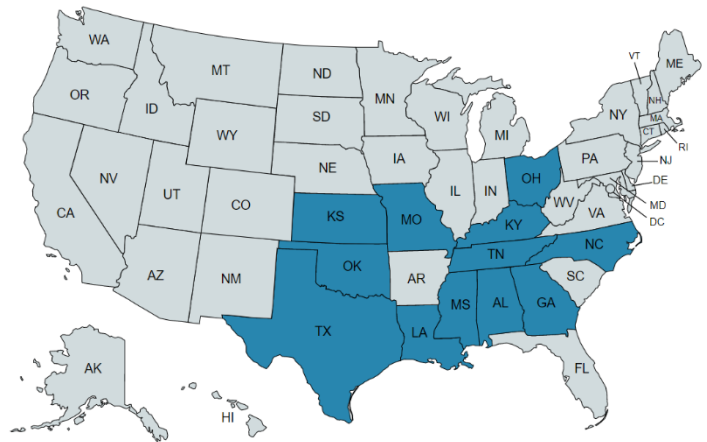 WA
MT
ND
MN
VT
ME
OR
ID
SD
WI
MI
NY
NH
MA
CT
RI
WY
IA
PA
NJ
NE
NV
UT
CO
IL
IN
OH
DE
MD
DC
WV
VA
CA
KS
MO
KY
NC
TN
AZ
NM
OK
AR
SC
MS
AL
GA
TX
LA
FL
AK
HI